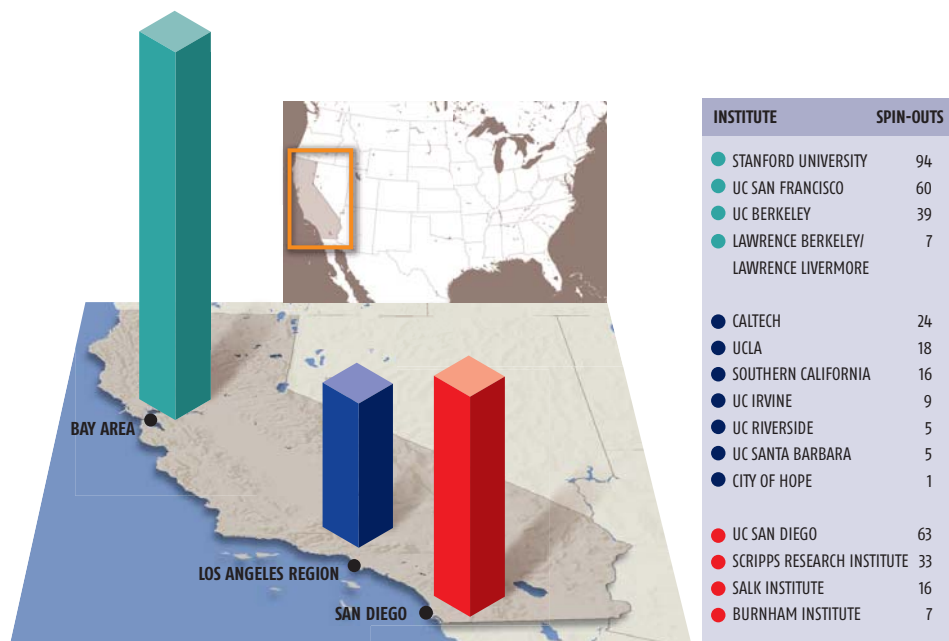 INSTITUTE SPIN-OUTS
STANFORD UNIVERSITY 94
UC SAN FRANCISCO 60
UC BERKELEY 39
LAWRENCE BERKELEY/ 7
LAWRENCE LIVERMORE
CALTECH 24
UCLA 18
SOUTHERN CALIFORNIA 16
UC IRVINE 9
UC RIVERSIDE 5
UC SANTA BARBARA 5
CITY OF HOPE 1
UC SAN DIEGO 63
SCRIPPS RESEARCH INSTITUTE 33
SALK INSTITUTE 16
BURNHAM INSTITUTE 7
BAY AREA
LOS ANGELES REGION
SAN DIEGO